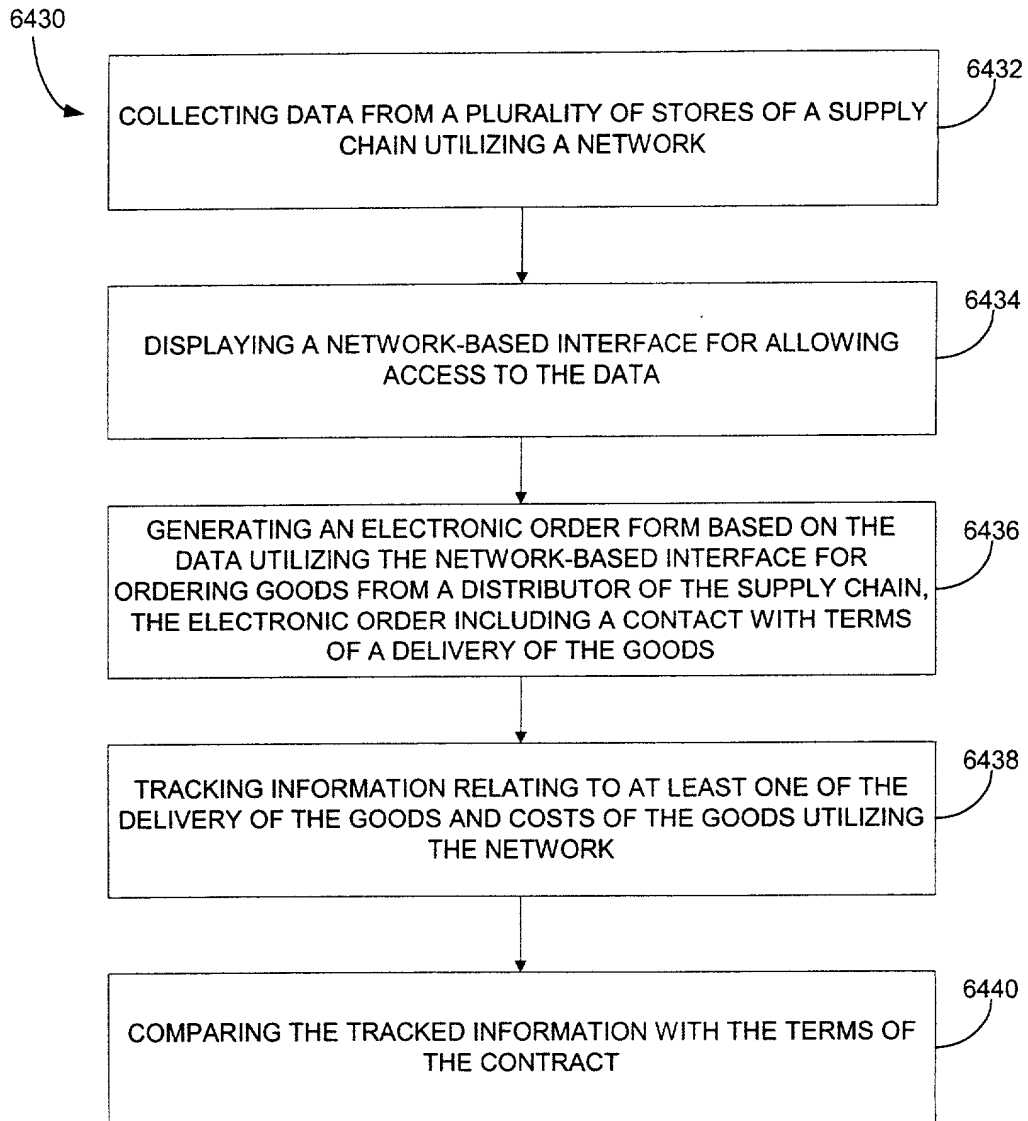 6430
6432
COLLECTING DATA FROM A PLURALITY OF STORES OF A SUPPLY
CHAIN UTILIZING A NETWORK
6434
DISPLAYING A NETWORK-BASED INTERFACE FOR ALLOWING
ACCESS TO THE DATA
6436
GENERATING AN ELECTRONIC ORDER FORM BASED ON THE
DATA UTILIZING THE NETWORK-BASED INTERFACE FOR
ORDERING GOODS FROM A DISTRIBUTOR OF THE SUPPLY CHAIN,
THE ELECTRONIC ORDER INCLUDING A CONTACT WITH TERMS
OF A DELIVERY OF THE GOODS
6438
TRACKING INFORMATION RELATING TO AT LEAST ONE OF THE
DELIVERY OF THE GOODS AND COSTS OF THE GOODS UTILIZING
THE NETWORK
6440
COMPARING THE TRACKED INFORMATION WITH THE TERMS OF
THE CONTRACT